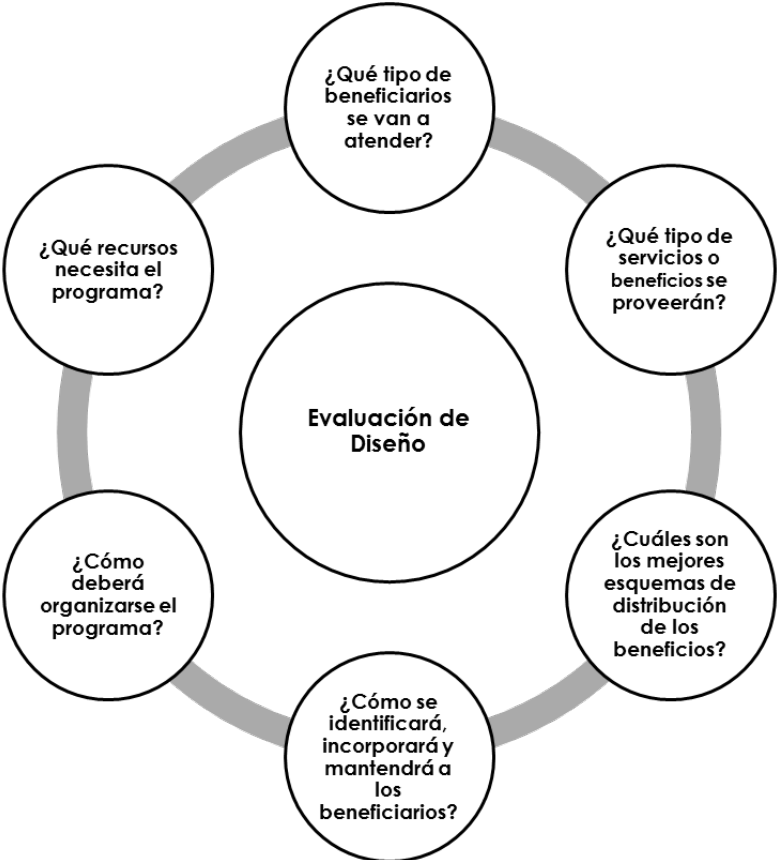 ¿Qué tipo de
beneficiarios
se van a
atender?
¿Qué tipo de
servicios o
beneficios se
proveerán?
¿Cuáles son
los mejores
esquemas de
distribución
de los
beneficios?
¿Cómo se
identificará,
incorporará y
mantendrá a
los
beneficiarios?
¿Cómo
deberá
organizarse el
programa?
¿Qué recursos
necesita el
programa?
Evaluación de
Diseño